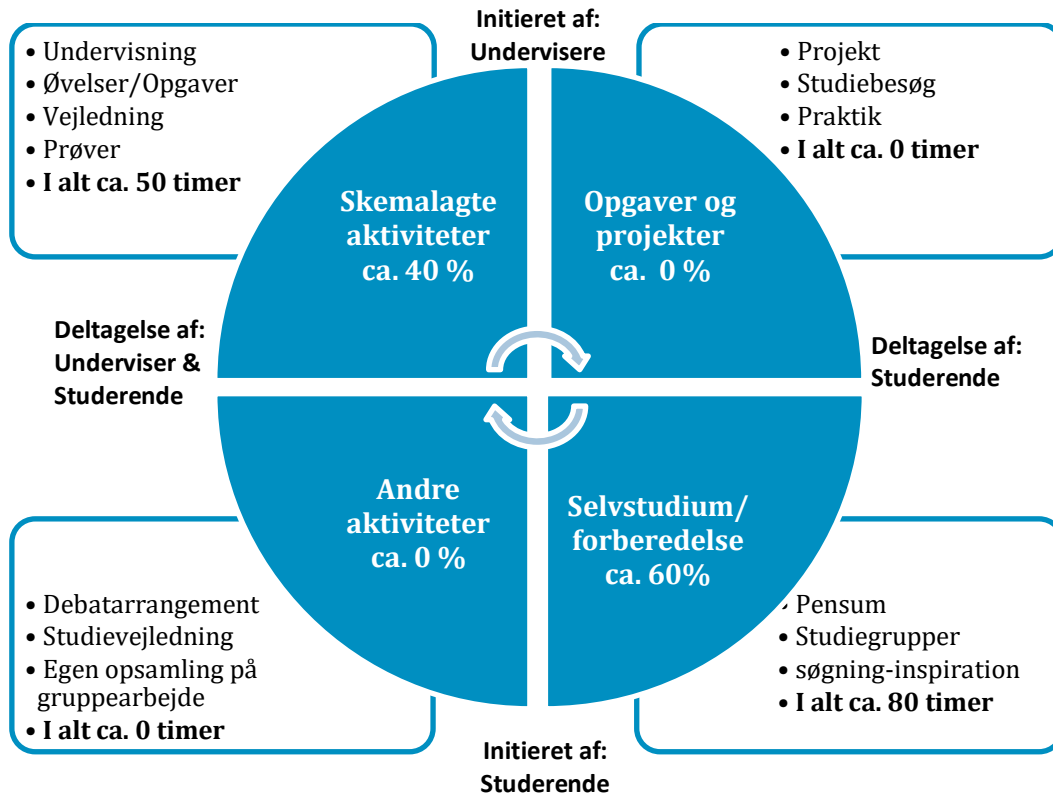 Initieret af:
Undervisere
• Undervisning
• Øvelser/Opgaver
• Vejledning
• Prøver
• I alt ca. 50 timer
• Projekt
• Studiebesøg
• Praktik
• I alt ca. 0 timer
Skemalagte
aktiviteter
ca. 40 %
Opgaver og
projekter
ca. 0 %
Deltagelse af:
Underviser &
Studerende
Deltagelse af:
Studerende
Andre
aktiviteter
ca. 0 %
Selvstudium/
forberedelse
ca. 60%
• Debatarrangement
• Studievejledning
• Egen opsamling på
gruppearbejde
• I alt ca. 0 timer
• Pensum
• Studiegrupper
• søgning-inspiration
• I alt ca. 80 timer
Initieret af:
Studerende